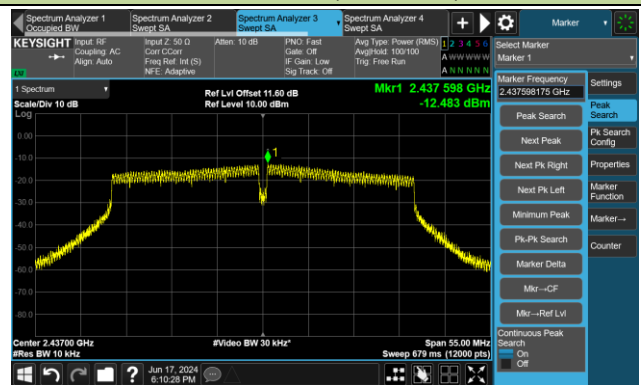 Spectrum Analyzer 1 Spectrum Analyzer 2 Spectrum Analyzer 3 Spectrum Analyzer 4 + Marker
Occupied BW Swept SA Swept SA Swept SA
KEYSIGHT Input: RF Input Z: 50 Ω Atten: 10 dB PNO: Fast Avg Type: Power (RMS) 1 2 3 4 5 6 Select Marker
Coupling: AC Corr CCorr Gate: Off Avg|Hold: 100/100 A W W W W W Marker 1
Align: Auto Freq Ref: Int (S) IF Gain: Low Trig: Free Run
NFE: Adaptive Sig Track: Off A N N N N N
1 Spectrum Mkr1 2.437 598 GHz Marker Frequency Settings
Ref Lvl Offset 11.60 dB 2.437598175 GHz
Scale/Div 10 dB Ref Level 10.00 dBm -12.483 dBm Peak Search
Log
Peak Search
0.00
Next Peak Pk Search Config
-10.0 1
Next Pk Right Properties
-20.0
Next Pk Left Marker Function
-30.0
Minimum Peak Marker→
-40.0
-50.0 Pk-Pk Search Counter
-60.0 Marker Delta
-70.0 Mkr→CF
-80.0 Mkr→Ref Lvl
Continuous Peak Search
Center 2.43700 GHz #Video BW 30 kHz* Span 55.00 MHz On
#Res BW 10 kHz Sweep 679 ms (12000 pts) Off
? Jun 17, 2024
6:10:28 PM